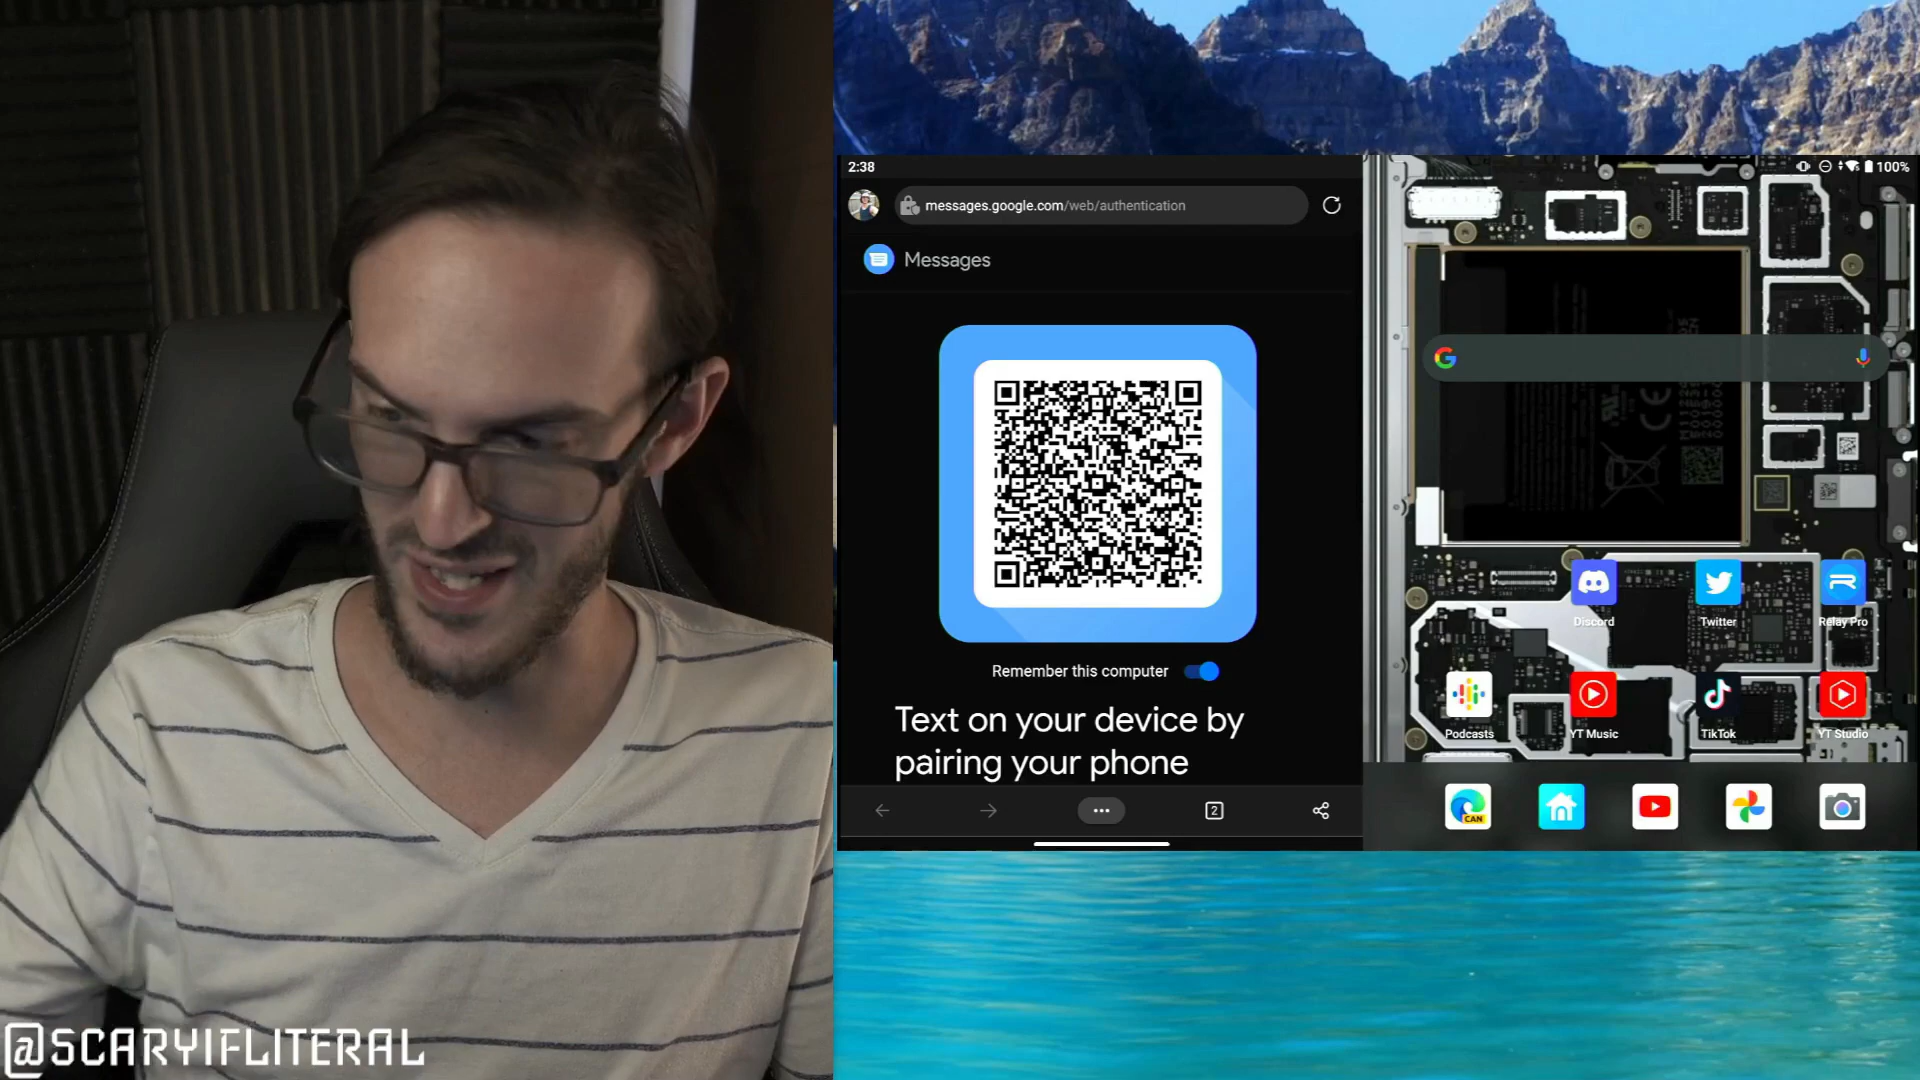 2:38
100%
messages.google.com/web/authentication
Messages
Remember this computer
Text on your device by
pairing your phone
2
Discord
Twitter
Relay Pro
Podcasts
YT Music
TikTok
YT Studio
CAN
@SCARYIFLITERAL